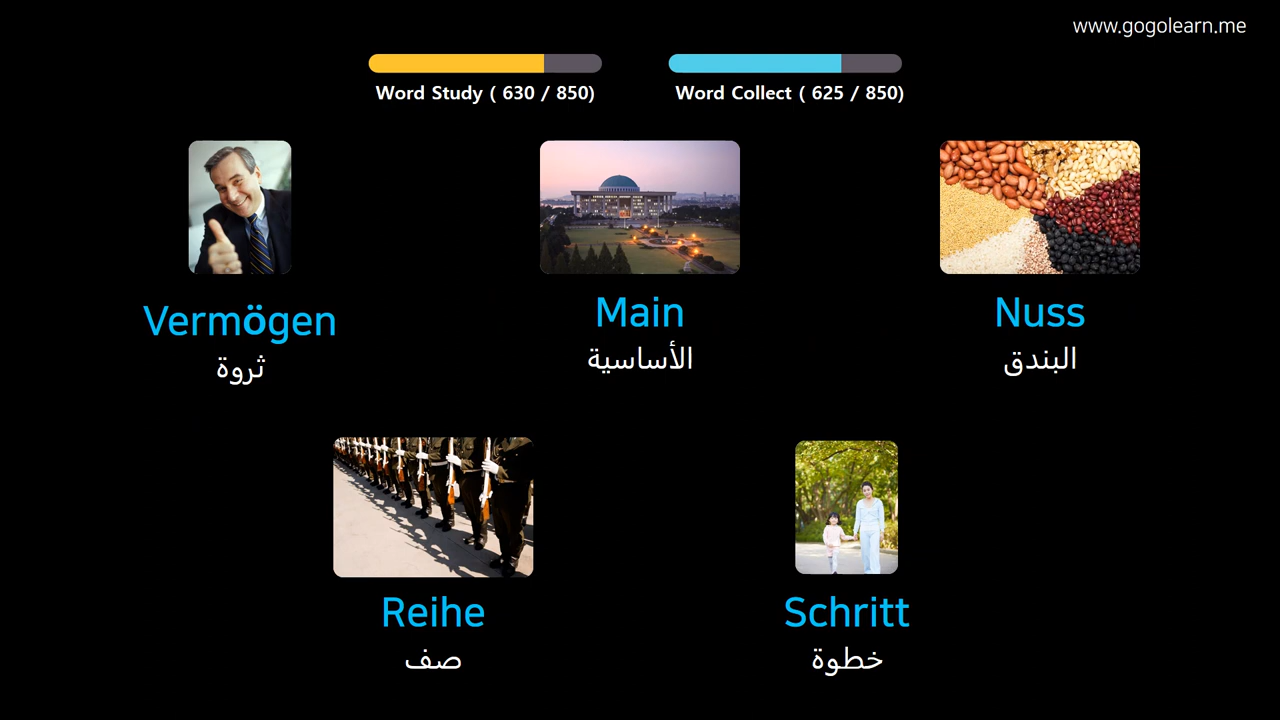 www.gogolearn.me
Word Study ( 630 / 850)
Word Collect ( 625 / 850)
Vermögen
ثروة
Main
الأساسية
Nuss
البندق
Reihe
صف
Schritt
خطوة